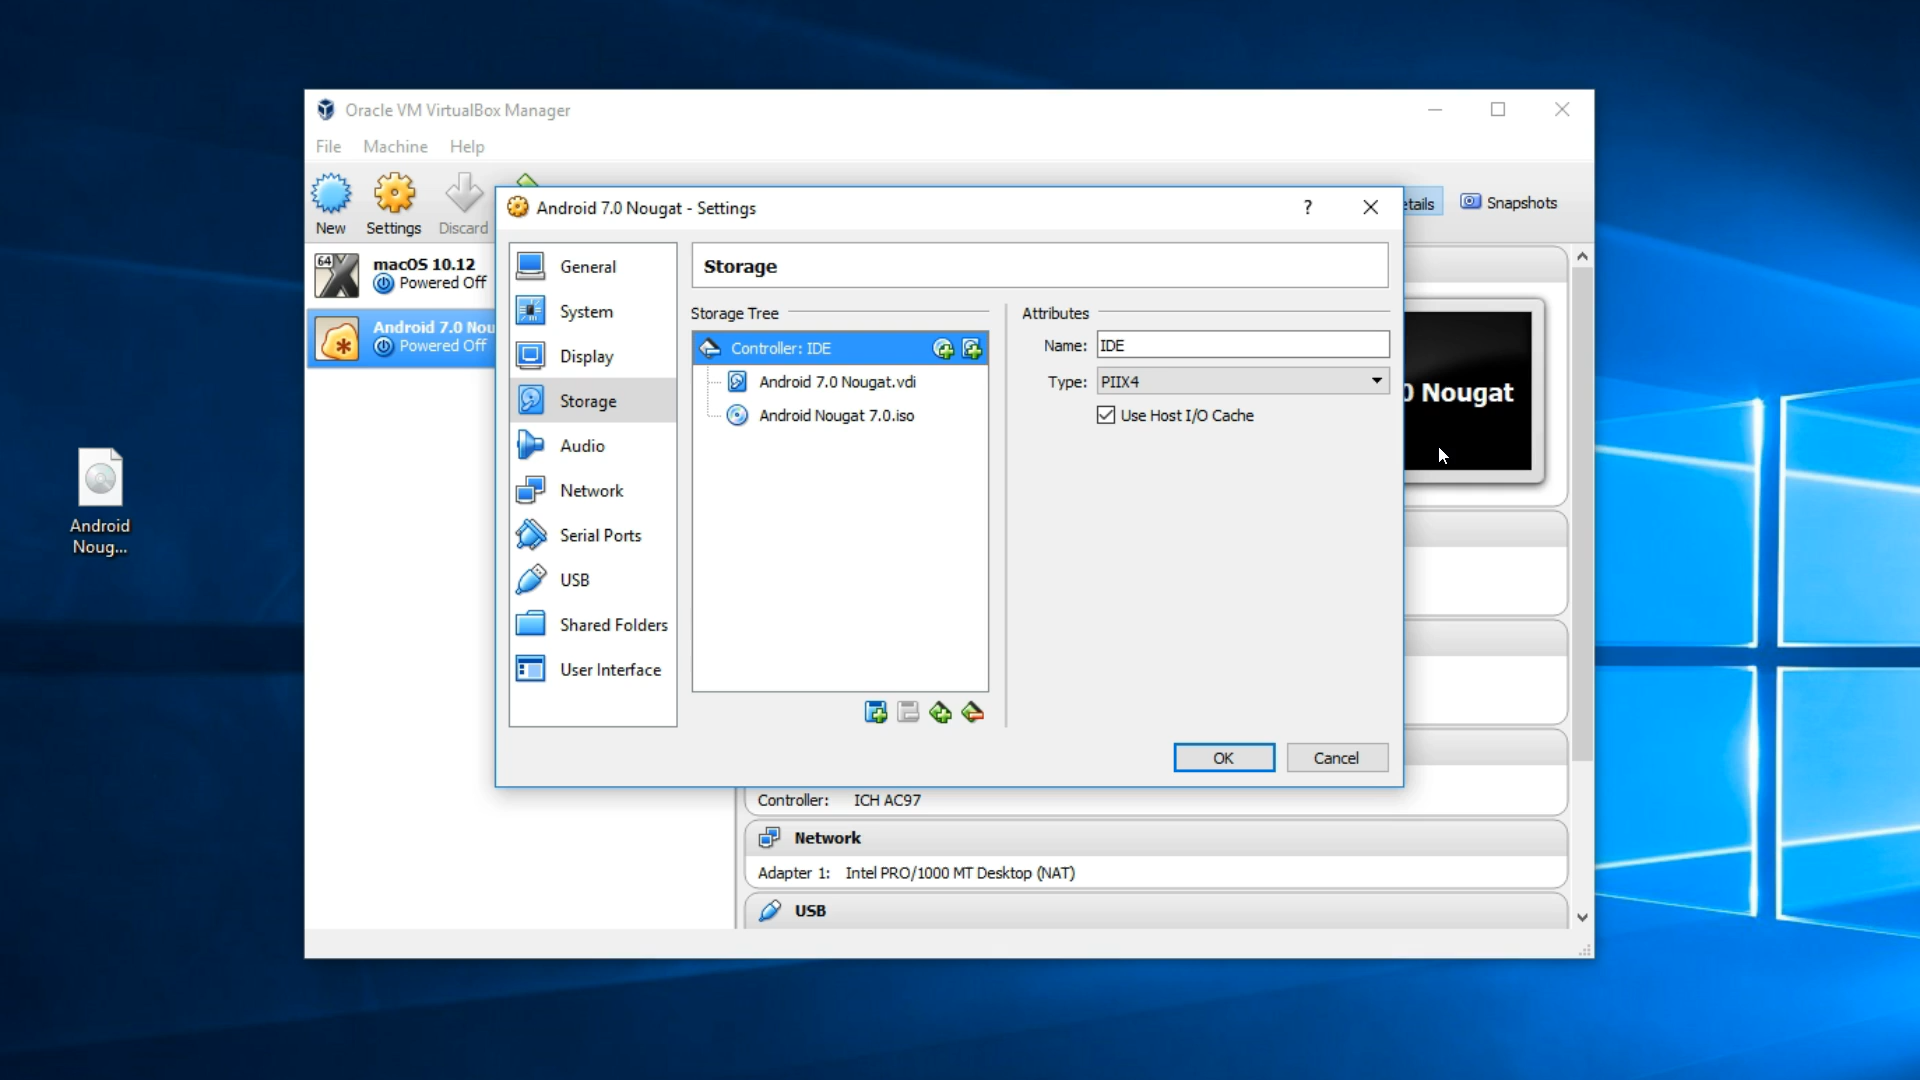 Oracle VM VirtualBox Manager
File Machine Help
New Settings Discard
Snapshots
64
macOS 10.12
Powered Off
Android 7.0 Nou
Powered Off
Android 7.0 Nougat - Settings
?
General
System
Display
Storage
Audio
Network
Serial Ports
USB
Shared Folders
User Interface
Storage
Storage Tree
Controller: IDE
Android 7.0 Nougat.vdi
Android Nougat 7.0.iso
Attributes
Name: IDE
Type: PIIX4
Use Host I/O Cache
OK Cancel
0 Nougat
Controller: ICH AC97
Network
Adapter 1: Intel PRO/1000 MT Desktop (NAT)
USB
Android
Noug...